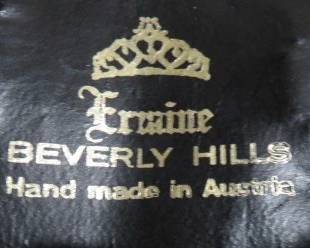 Ermine
BEVERLY HILLS
Hand made in Austria